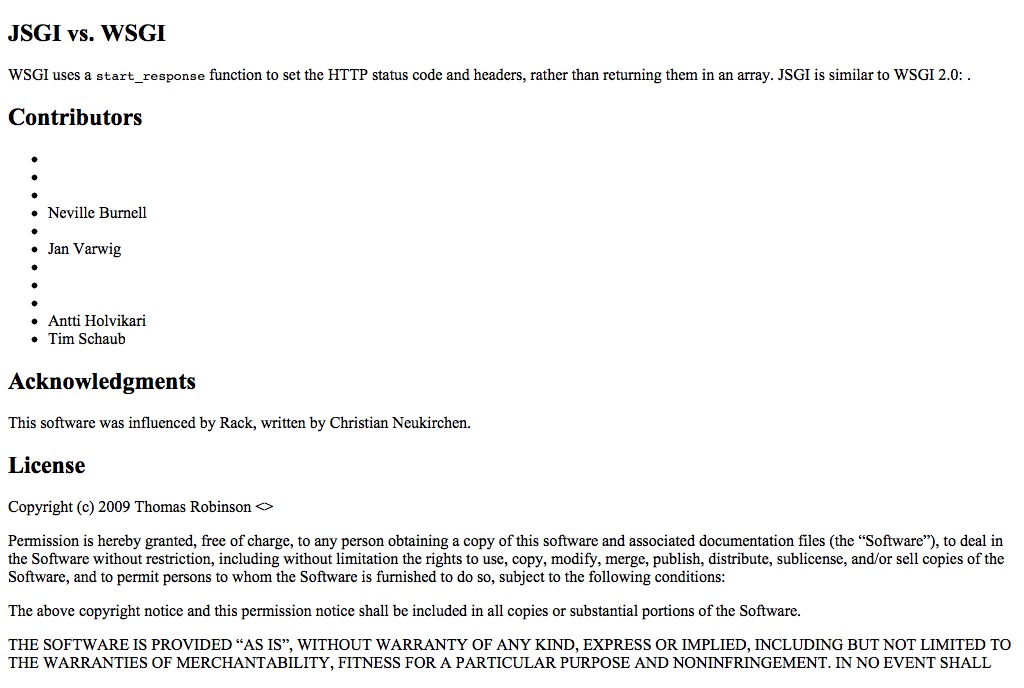 JSGI vs. WSGI
WSGI uses a start_response function to set the HTTP status code and headers, rather than returning them in an array. JSGI is similar to WSGI 2.0: .
Contributors
•
•
•
• Neville Burnell
•
• Jan Varwig
•
•
•
• Antti Holvikari
• Tim Schaub
Acknowledgments
This software was influenced by Rack, written by Christian Neukirchen.
License
Copyright (c) 2009 Thomas Robinson <>
Permission is hereby granted, free of charge, to any person obtaining a copy of this software and associated documentation files (the “Software”), to deal in
the Software without restriction, including without limitation the rights to use, copy, modify, merge, publish, distribute, sublicense, and/or sell copies of the
Software, and to permit persons to whom the Software is furnished to do so, subject to the following conditions:
The above copyright notice and this permission notice shall be included in all copies or substantial portions of the Software.
THE SOFTWARE IS PROVIDED “AS IS”, WITHOUT WARRANTY OF ANY KIND, EXPRESS OR IMPLIED, INCLUDING BUT NOT LIMITED TO
THE WARRANTIES OF MERCHANTABILITY, FITNESS FOR A PARTICULAR PURPOSE AND NONINFRINGEMENT. IN NO EVENT SHALL